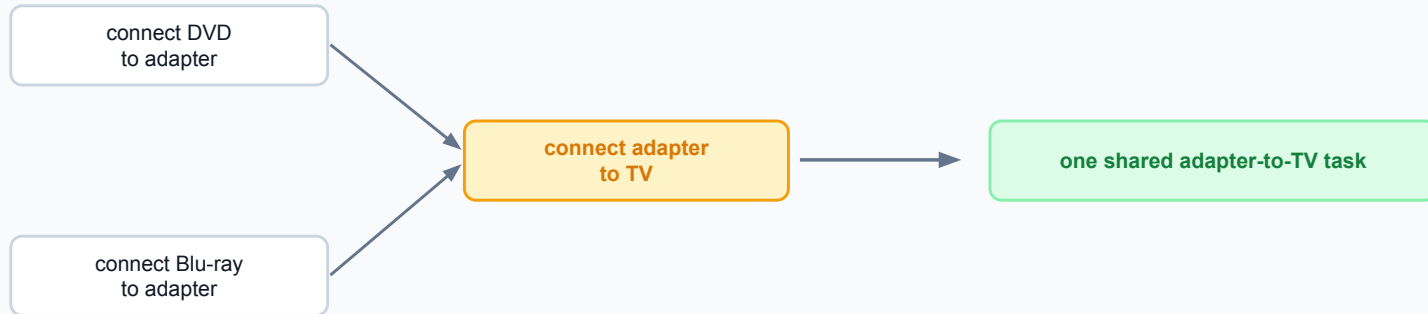 connect DVD
to adapter
connect adapter
to TV
one shared adapter-to-TV task
connect Blu-ray
to adapter